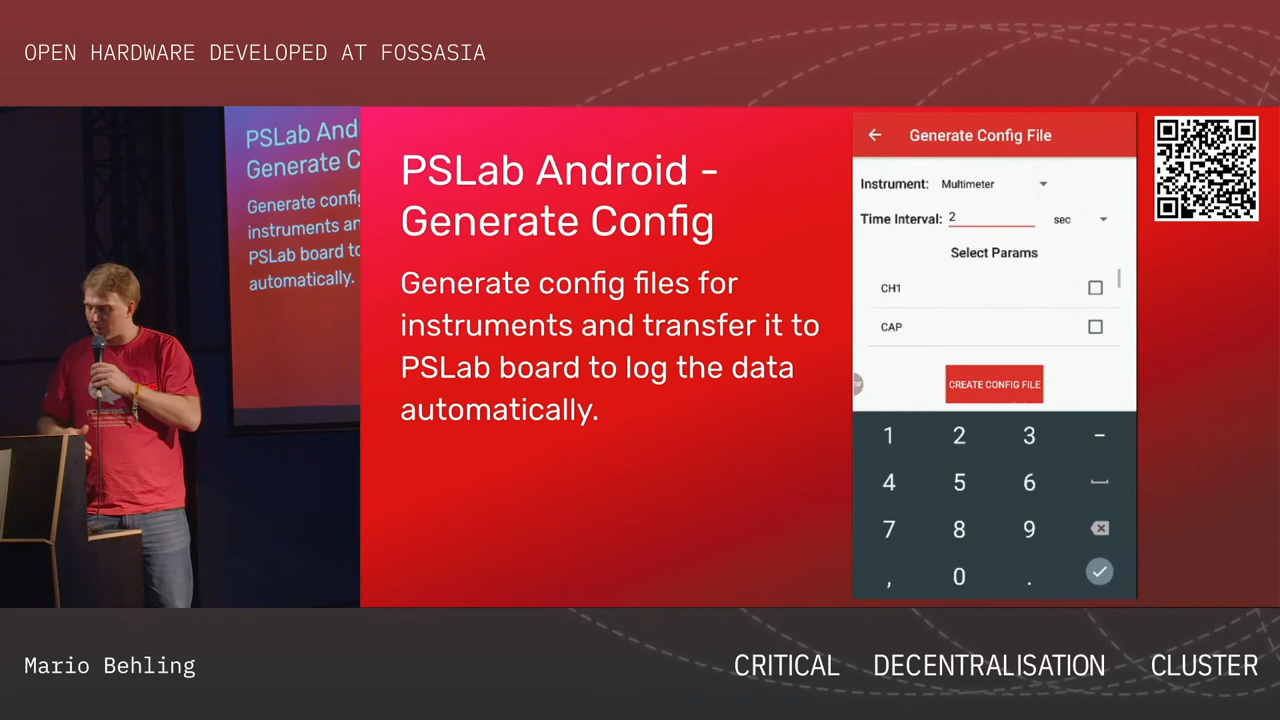 OPEN HARDWARE DEVELOPED AT FOSSASIA
PSLab And
Generate C
Generate config
instruments an
PSLab board to
automatically.
PSLab Android -
Generate Config
Generate config files for
instruments and transfer it to
PSLab board to log the data
automatically.
Generate Config File
Instrument: Multimeter
Time Interval: 2 sec
Select Params
CH1
CAP
CREATE CONFIG FILE
1 2 3 -
4 5 6
7 8 9
, 0 .
Mario Behling
CRITICAL DECENTRALISATION CLUSTER